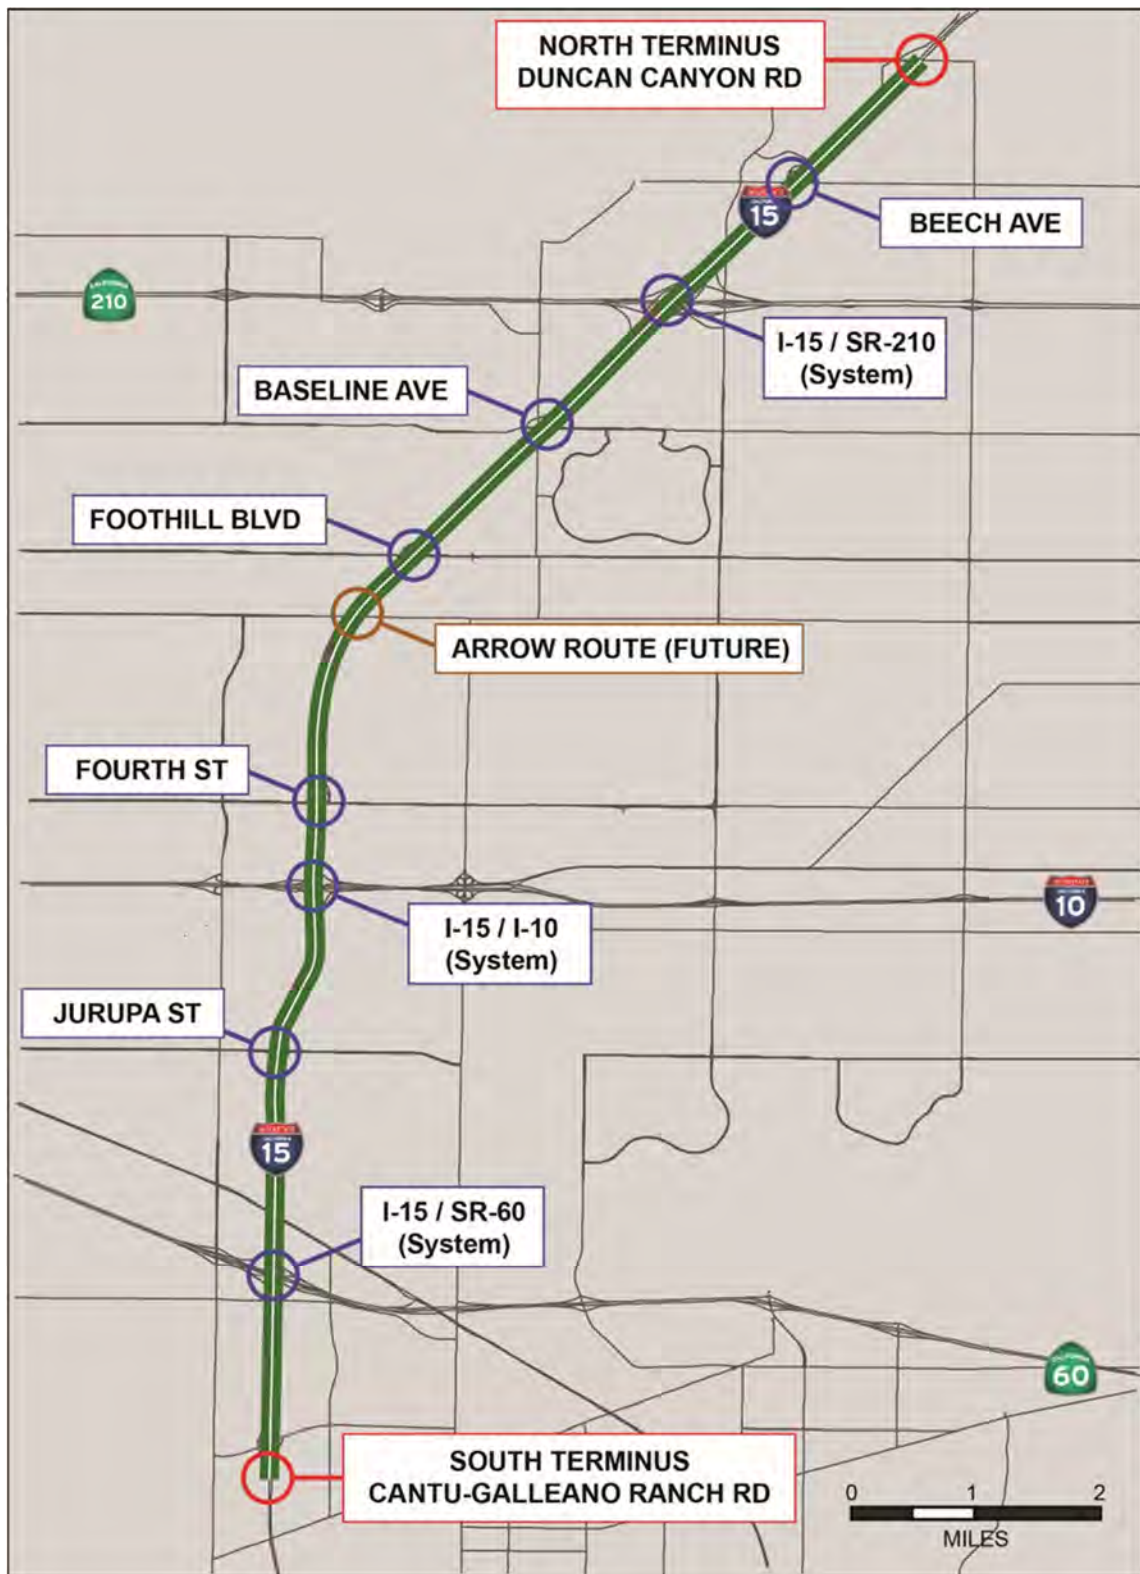 NORTH TERMINUS
DUNCAN CANYON RD
15
BEECH AVE
CALIFORNIA
210
I-15 / SR-210
(System)
BASELINE AVE
FOOTHILL BLVD
ARROW ROUTE (FUTURE)
FOURTH ST
10
I-15 / I-10
(System)
JURUPA ST
15
I-15 / SR-60
(System)
60
SOUTH TERMINUS
CANTU-GALLEANO RANCH RD
0 1 2
MILES